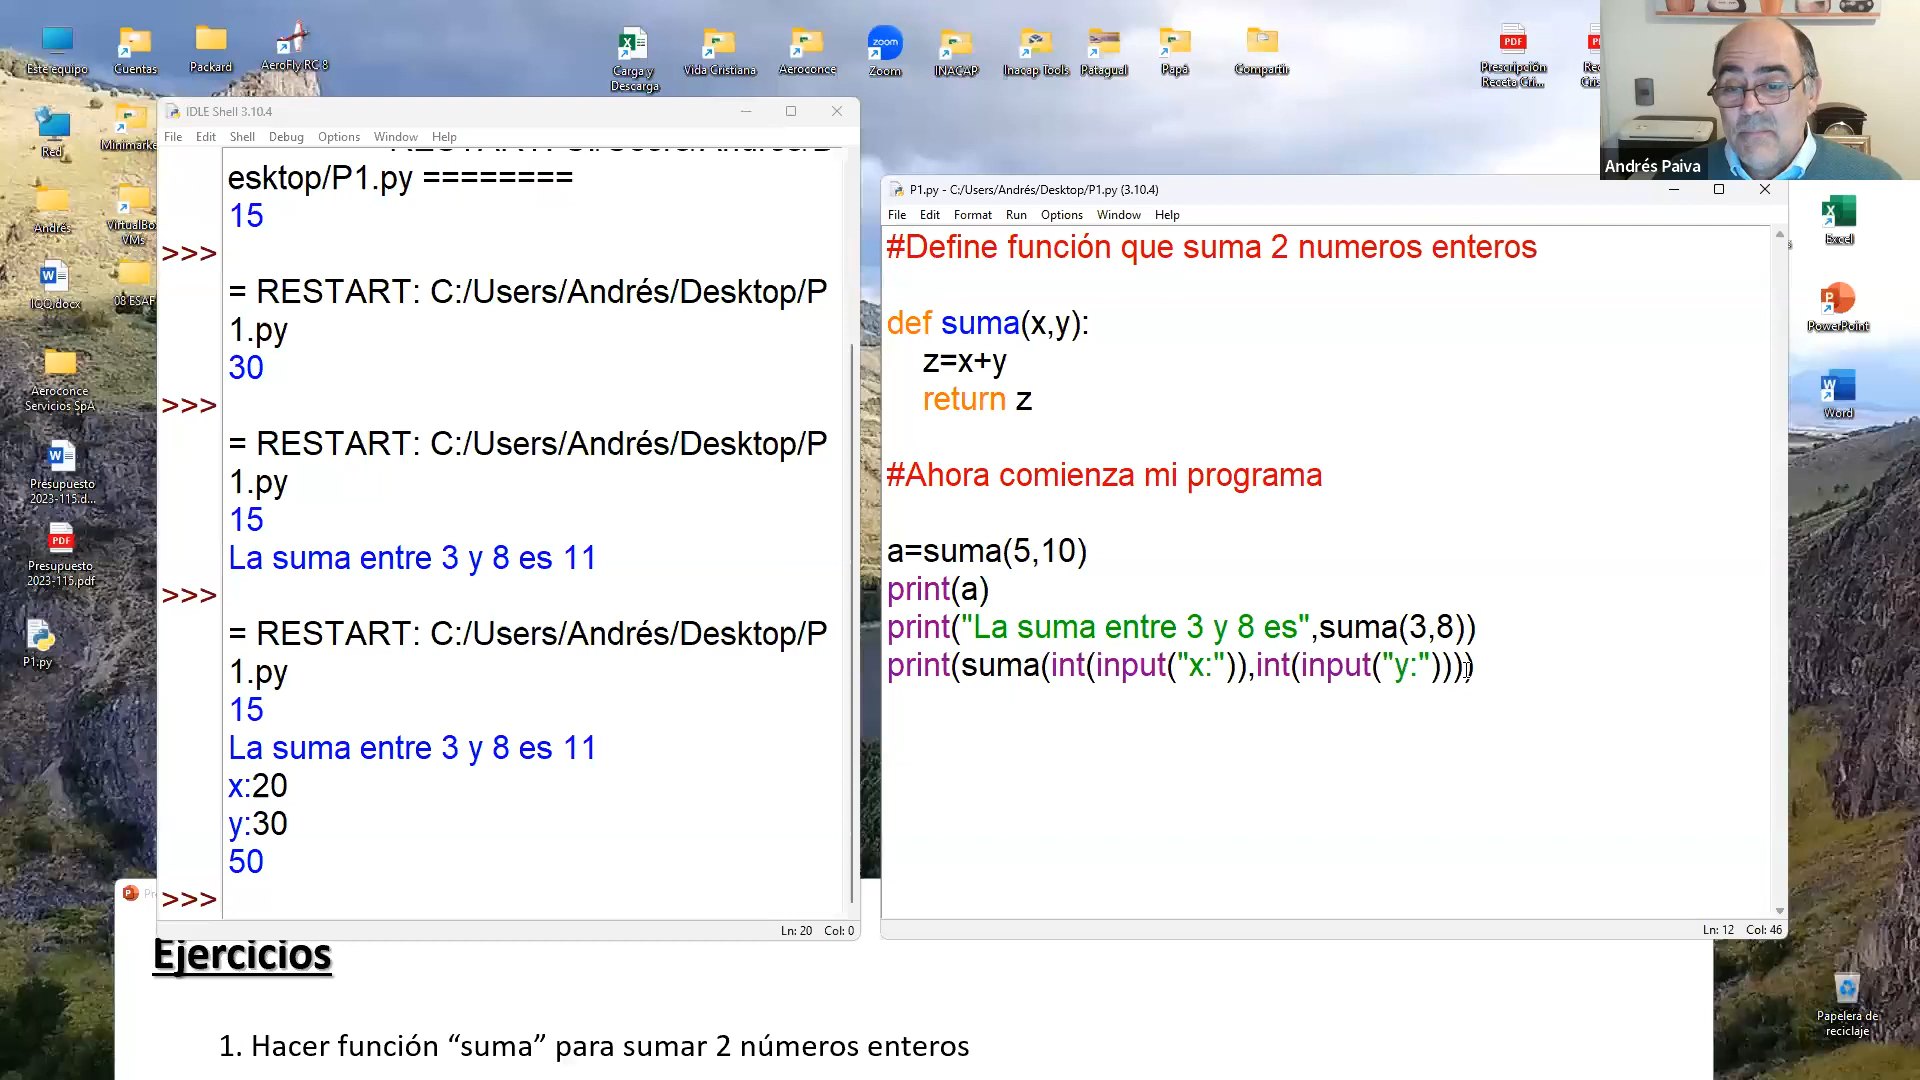 Este equipo
Cuentas
Packard
AeroFly RC 8
Carga y
Descarga
Vida Cristiana
Aeroconce
zoom
Zoom
INACAP
Inacap Tools
Patagual
Papá
Compartir
PDF
Prescripción
Receta Cri...
Andrés Paiva
Red
Minimarke
Andrés
VirtualBox
VMs
IQQ.docx
08 ESAF
Aeroconce
Servicios SpA
Presupuesto
2023-115.d...
PDF
Presupuesto
2023-115.pdf
P1.py
IDLE Shell 3.10.4
File Edit Shell Debug Options Window Help
esktop/P1.py ========
15
>>>
= RESTART: C:/Users/Andrés/Desktop/P
1.py
30
>>>
= RESTART: C:/Users/Andrés/Desktop/P
1.py
15
La suma entre 3 y 8 es 11
>>>
= RESTART: C:/Users/Andrés/Desktop/P
1.py
15
La suma entre 3 y 8 es 11
x:20
y:30
50
>>>
Ln: 20 Col: 0
P1.py - C:/Users/Andrés/Desktop/P1.py (3.10.4)
File Edit Format Run Options Window Help
#Define función que suma 2 numeros enteros
def suma(x,y):
z=x+y
return z
#Ahora comienza mi programa
a=suma(5,10)
print(a)
print("La suma entre 3 y 8 es",suma(3,8))
print(suma(int(input("x:")),int(input("y:"))))
Ln: 12 Col: 46
Excel
PowerPoint
Word
Papelera de
reciclaje
Ejercicios
1. Hacer función “suma” para sumar 2 números enteros